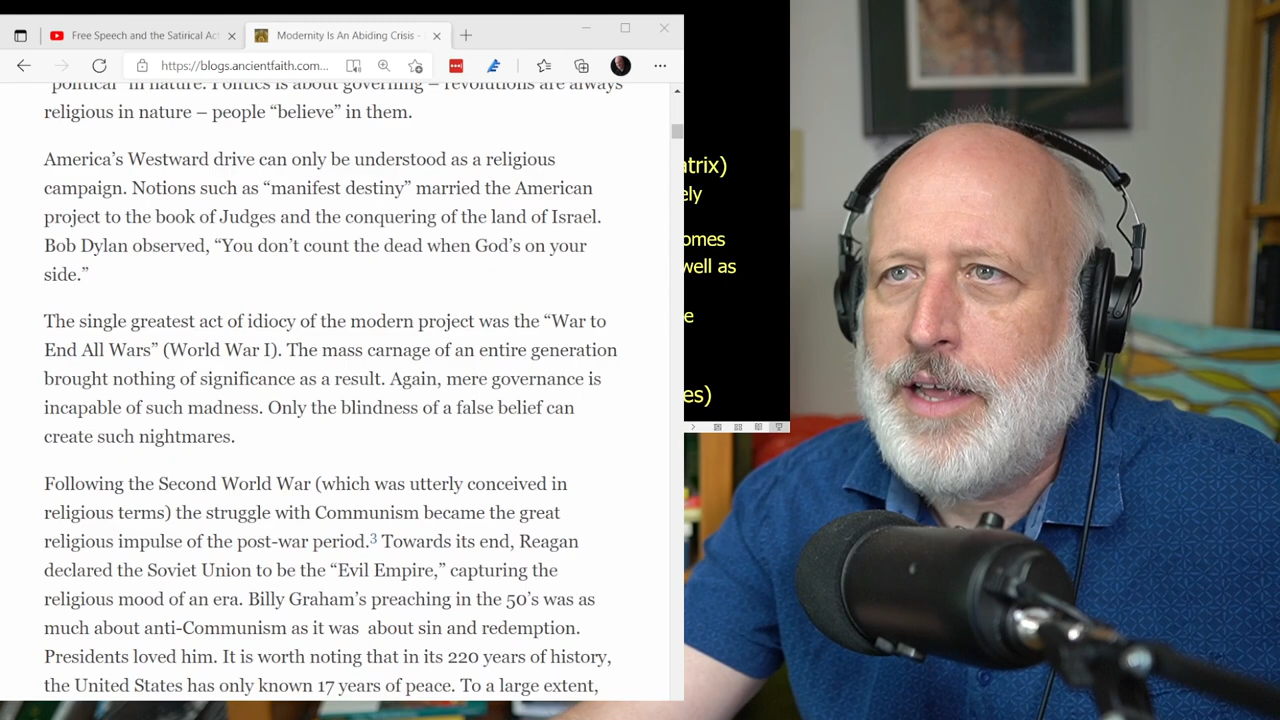 Free Speech and the Satirical Act
Modernity Is An Abiding Crisis -
https://blogs.ancientfaith.com...
"political" in nature. Politics is about governing – revolutions are always
religious in nature – people “believe” in them.
America’s Westward drive can only be understood as a religious
campaign. Notions such as “manifest destiny” married the American
project to the book of Judges and the conquering of the land of Israel.
Bob Dylan observed, “You don’t count the dead when God’s on your
side.”
The single greatest act of idiocy of the modern project was the “War to
End All Wars” (World War I). The mass carnage of an entire generation
brought nothing of significance as a result. Again, mere governance is
incapable of such madness. Only the blindness of a false belief can
create such nightmares.
Following the Second World War (which was utterly conceived in
religious terms) the struggle with Communism became the great
religious impulse of the post-war period.3 Towards its end, Reagan
declared the Soviet Union to be the “Evil Empire,” capturing the
religious mood of an era. Billy Graham’s preaching in the 50’s was as
much about anti-Communism as it was about sin and redemption.
Presidents loved him. It is worth noting that in its 220 years of history,
the United States has only known 17 years of peace. To a large extent,
atrix)
ely
omes
well as
e
es)